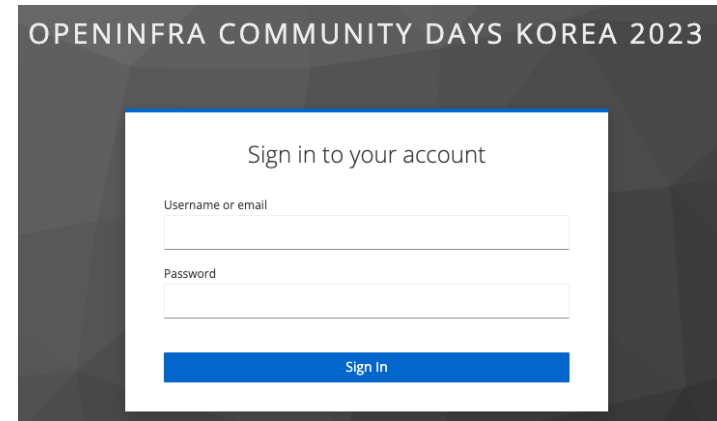 OPENINFRA COMMUNITY DAYS KOREA 2023
Sign in to your account
Username or email
Password
Sign In